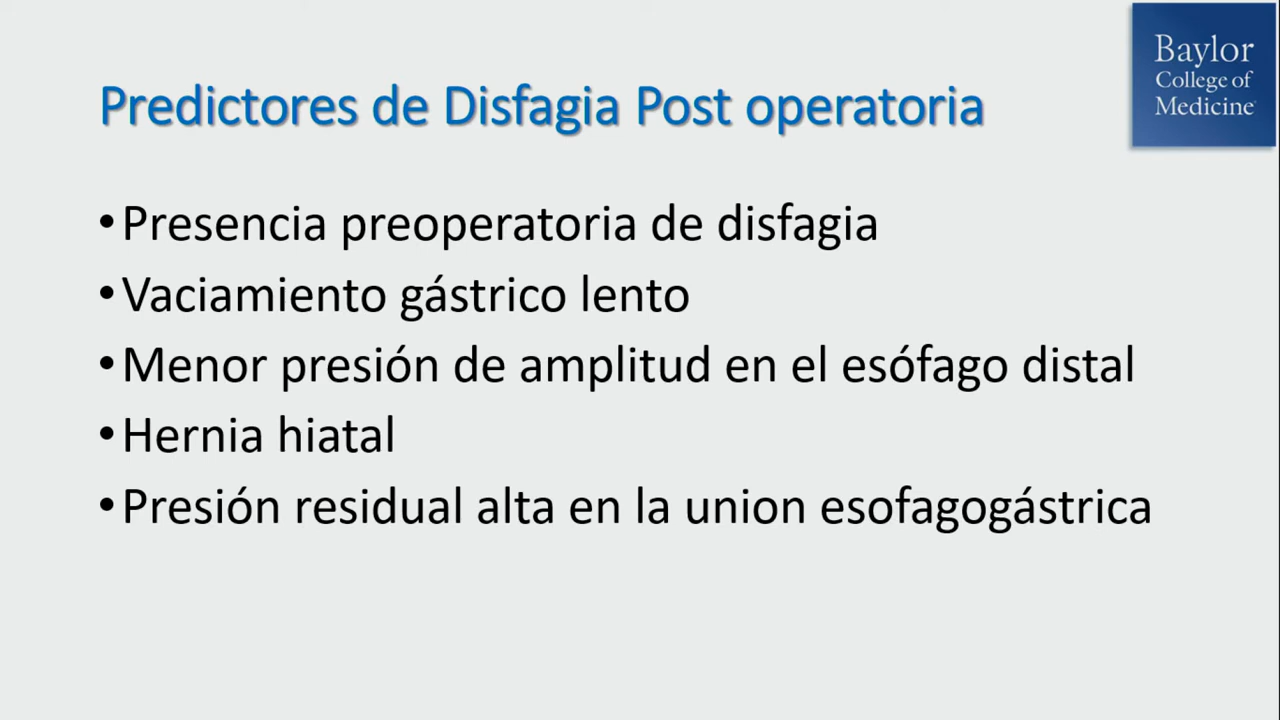 Baylor
College of
Medicine
Predictores de Disfagia Post operatoria
•Presencia preoperatoria de disfagia
•Vaciamiento gástrico lento
•Menor presión de amplitud en el esófago distal
•Hernia hiatal
•Presión residual alta en la union esofagogástrica